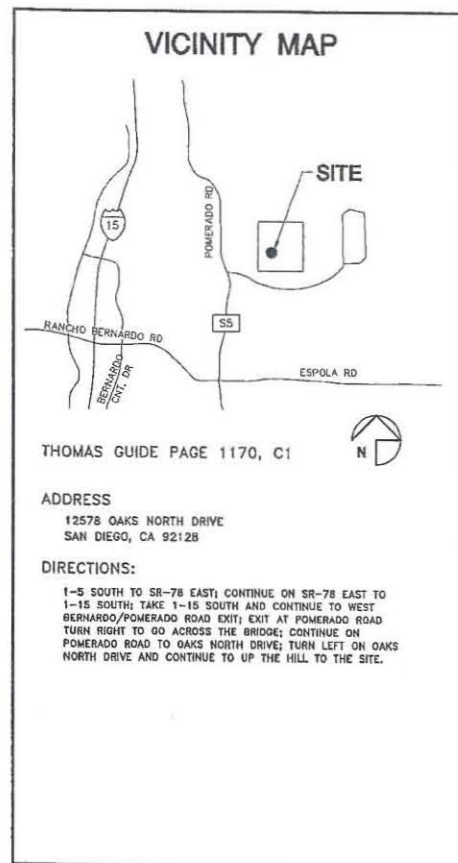 VICINITY MAP
SITE
15
POMERADO RD
S5
RANCHO BERNARDO RD
BERNARDO
CNT. DR
ESPOLA RD
THOMAS GUIDE PAGE 1170, C1
N
ADDRESS
12578 OAKS NORTH DRIVE
SAN DIEGO, CA 92128
DIRECTIONS:
1-5 SOUTH TO SR-78 EAST; CONTINUE ON SR-78 EAST TO
1-15 SOUTH; TAKE 1-15 SOUTH AND CONTINUE TO WEST
BERNARDO/POMERADO ROAD EXIT; EXIT AT POMERADO ROAD
TURN RIGHT TO GO ACROSS THE BRIDGE; CONTINUE ON
POMERADO ROAD TO OAKS NORTH DRIVE; TURN LEFT ON OAKS
NORTH DRIVE AND CONTINUE TO UP THE HILL TO THE SITE.